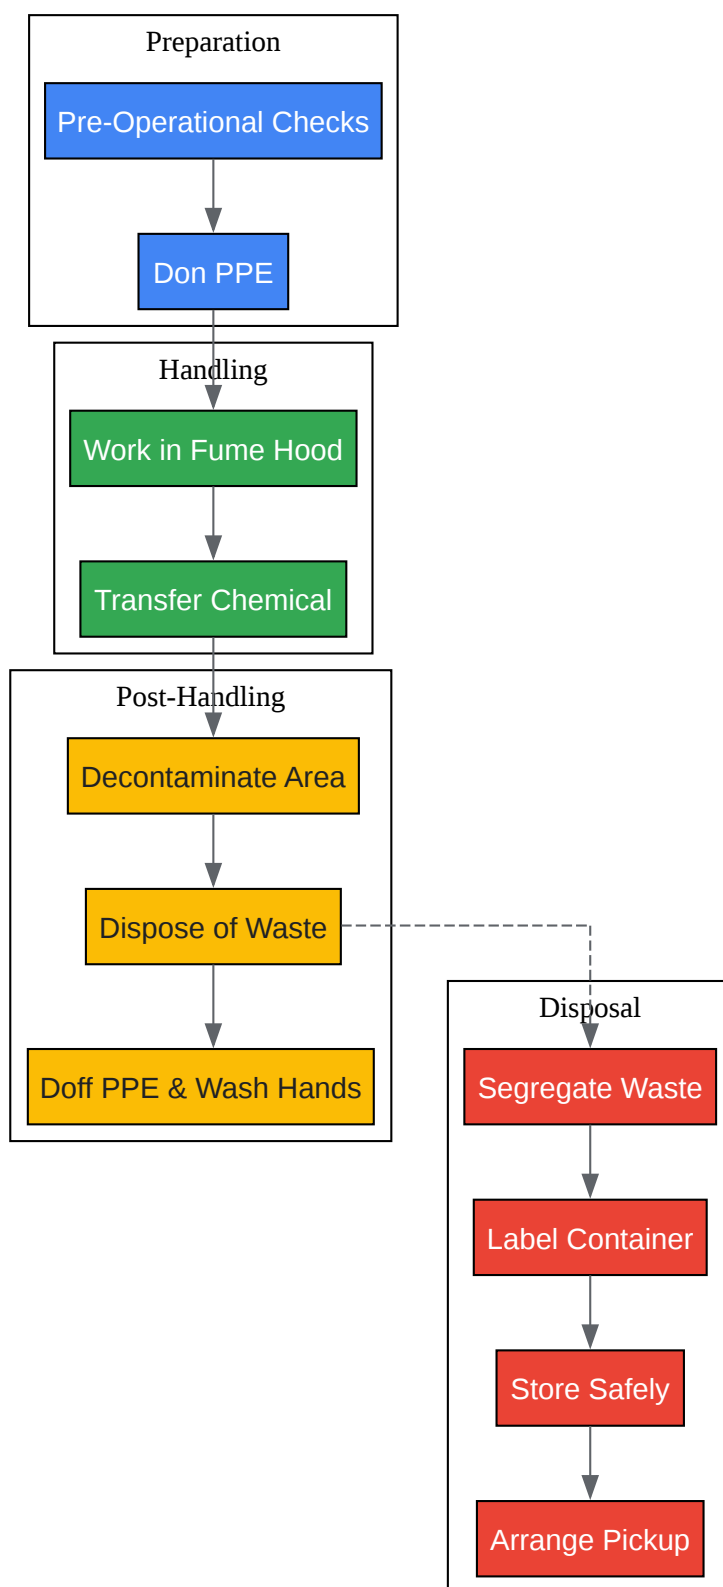 Preparation
Pre-Operational Checks
Don PPE
Handling
Work in Fume Hood
Transfer Chemical
Post-Handling
Decontaminate Area
Dispose of Waste
Doff PPE & Wash Hands
Disposal
Segregate Waste
Label Container
Store Safely
Arrange Pickup